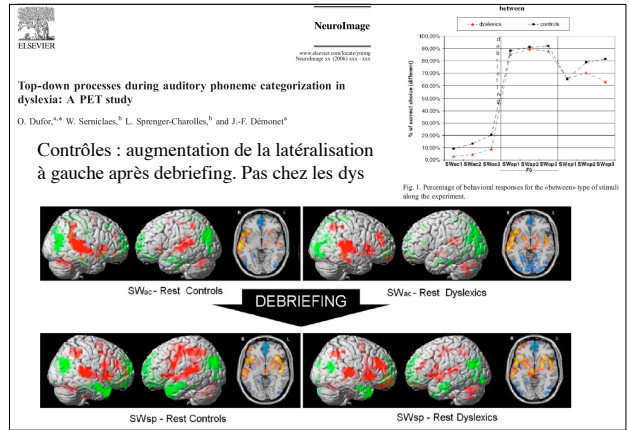 ELSEVIER
NeuroImage
www.elsevier.com/locate/ynimg
NeuroImage xx (2006) xxx – xxx
Top-down processes during auditory phoneme categorization in
dyslexia: A PET study
O. Dufor,a,* W. Serniclaes,b L. Sprenger-Charolles,b and J.-F. Démoneta
Contrôles : augmentation de la latéralisation
à gauche après debriefing. Pas chez les dys
between
dyslexics
controls
% of correct choice (different)
100,00%
90,00%
80,00%
70,00%
60,00%
50,00%
40,00%
30,00%
20,00%
10,00%
0,00%
SWac1 SWac2 SWac3 SWsp1 SWsp2 SWsp3 SWsp1 SWsp2 SWsp3
Fig. 1. Percentage of behavioral responses for the «between» type of stimuli
along the experiment.
R L
R L
SWac - Rest Controls
SWac - Rest Dyslexics
DEBRIEFING
R L
R L
SWsp - Rest Controls
SWsp - Rest Dyslexics